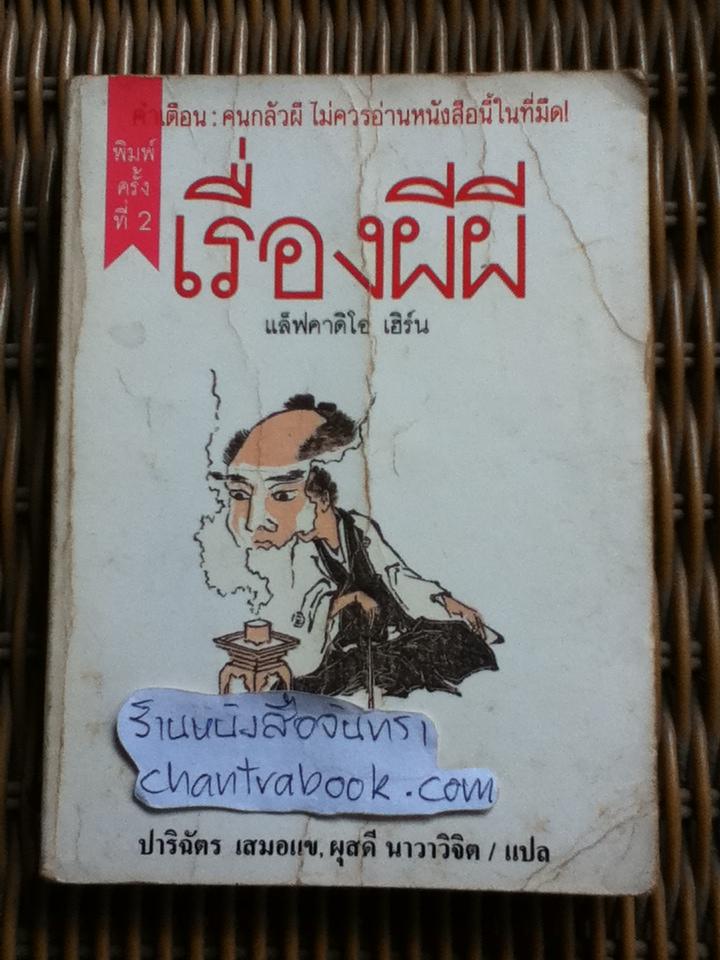 คำเตือน : คนกลัวผี ไม่ควรอ่านหนังสือนี้ในที่มืด!
พิมพ์
ครั้ง
ที่ 2
เรื่องผีผี
แล็ฟคาดิโอ เฮิร์น
ร้านหนังสือจันทรา
chantrabook.com
ปาริฉัตร เสมอแข, ผุสดี นาวาวิจิต / แปล